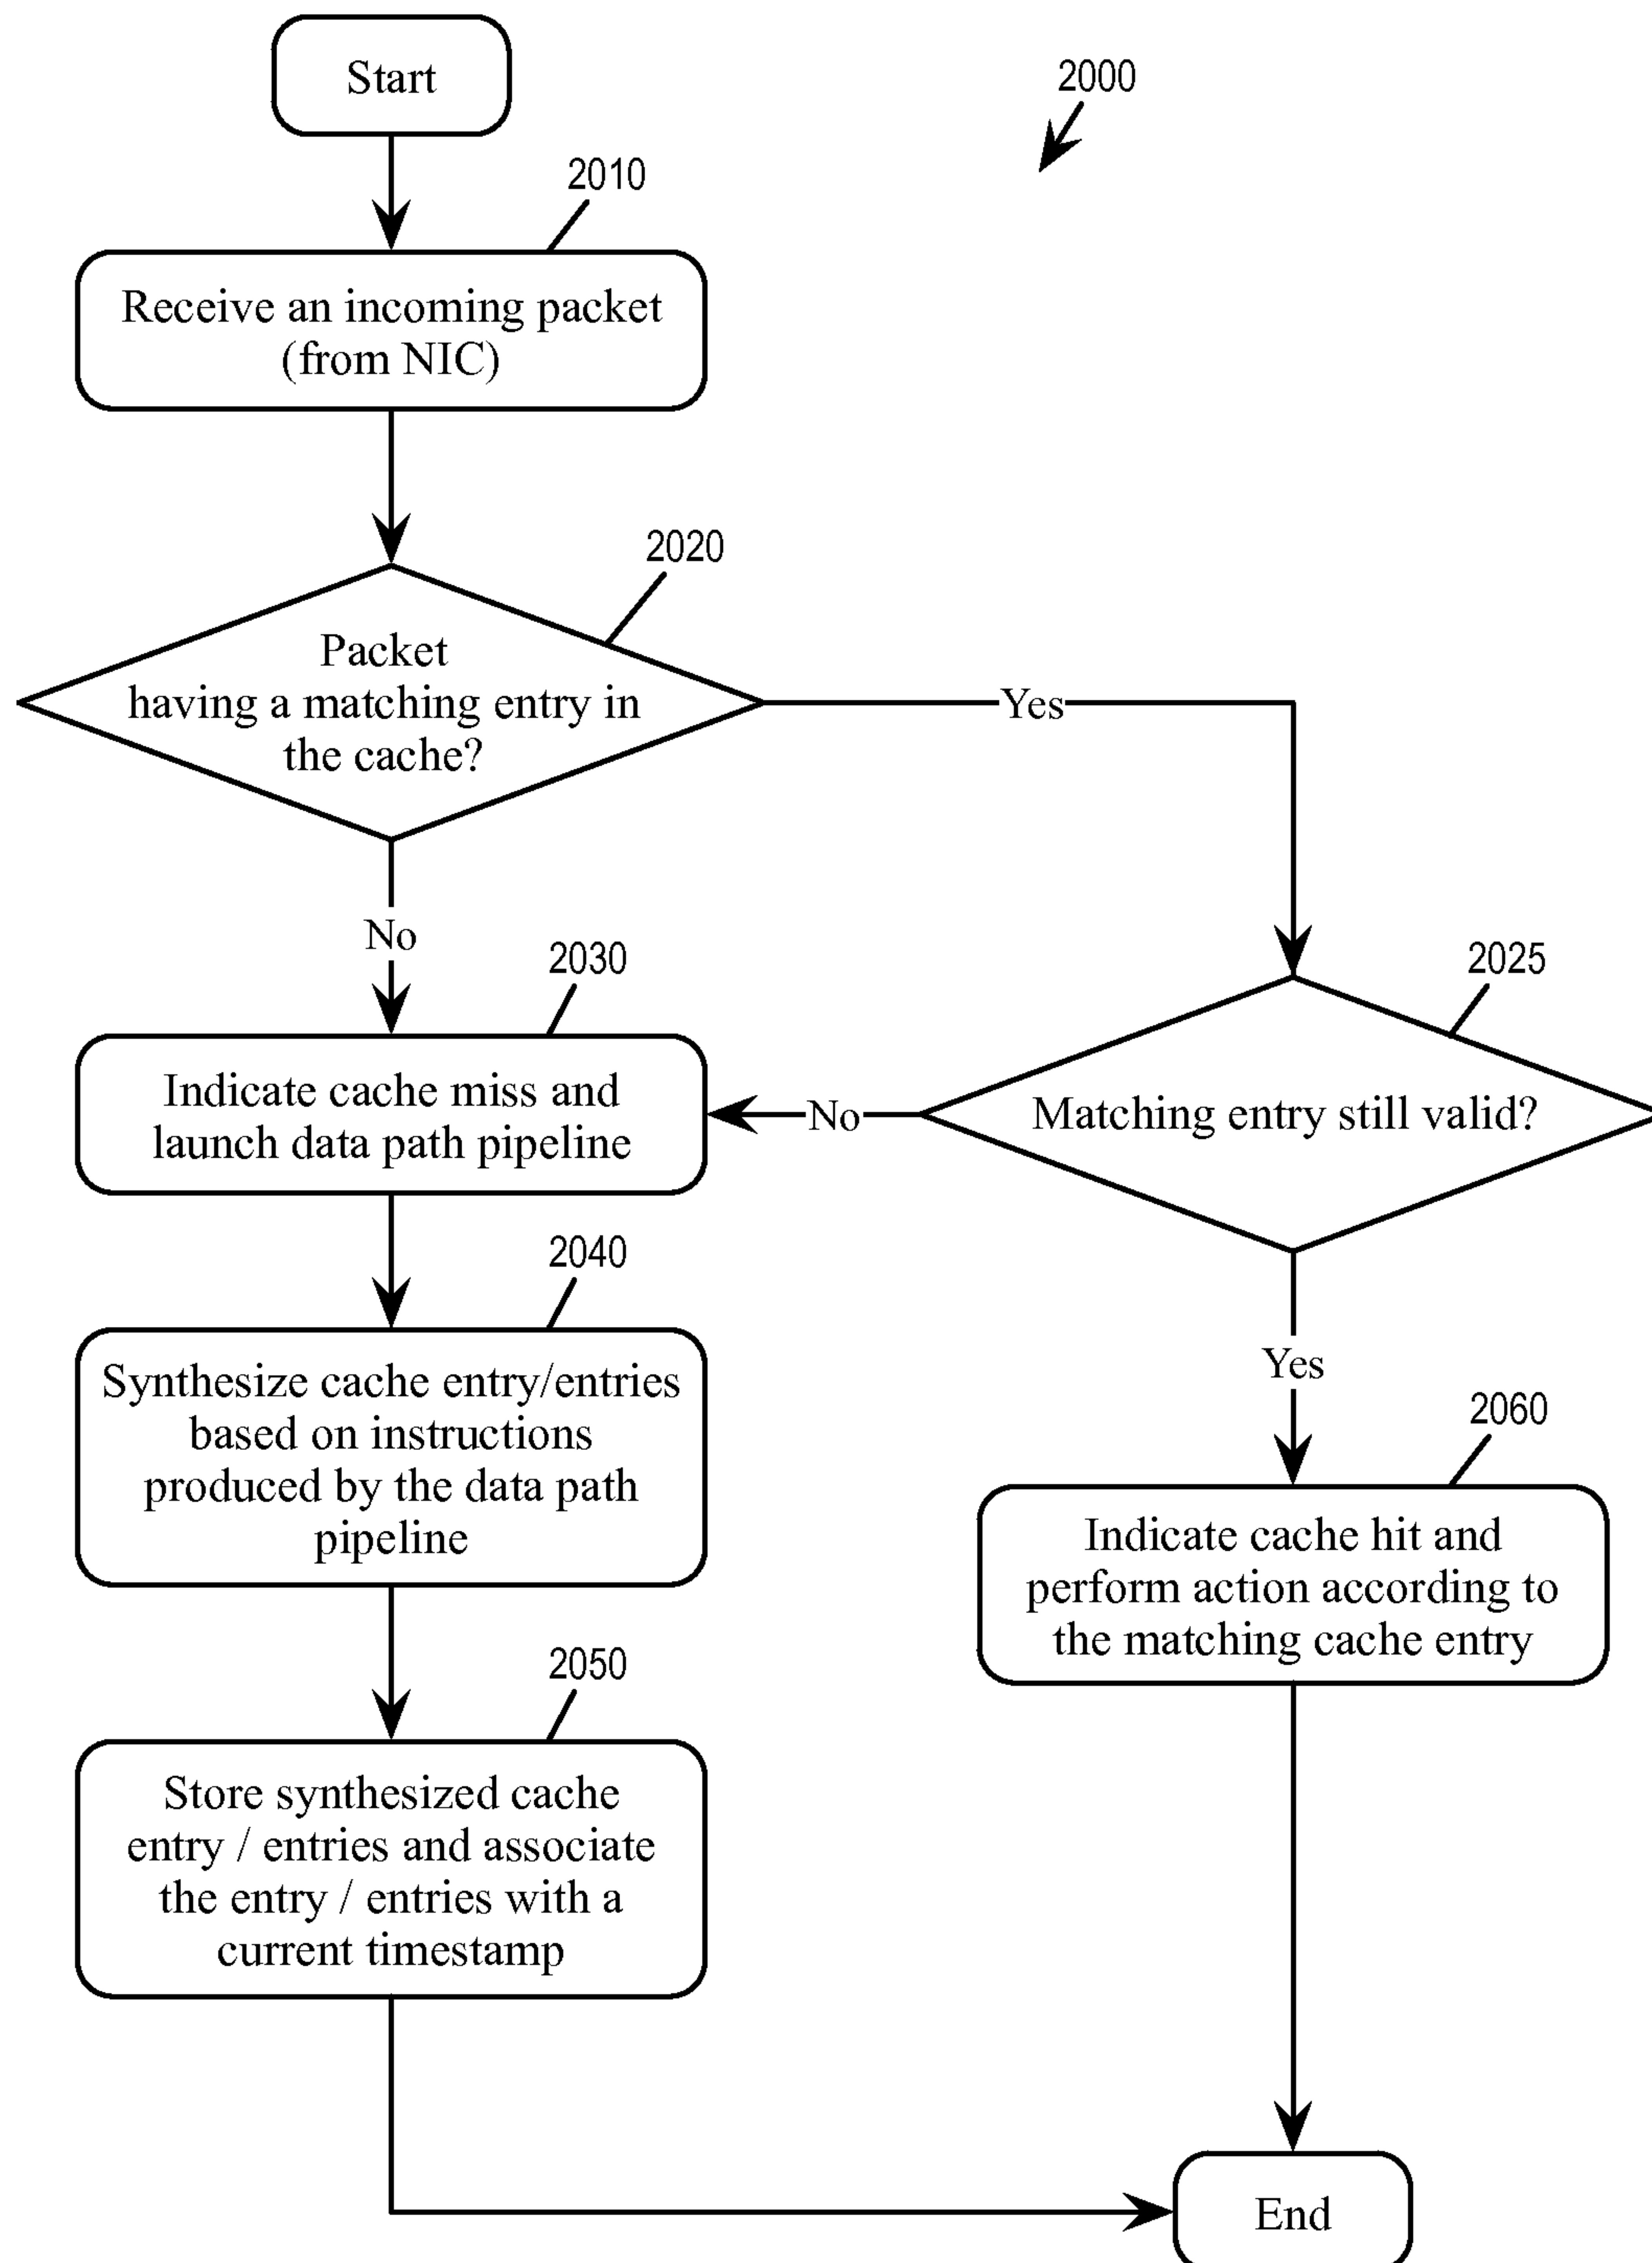 Start
2000
2010
Receive an incoming packet
(from NIC)
2020
Packet
having a matching entry in
the cache?
Yes
No
2030
Indicate cache miss and
launch data path pipeline
2025
Matching entry still valid?
No
Yes
2040
Synthesize cache entry/entries
based on instructions
produced by the data path
pipeline
2060
Indicate cache hit and
perform action according to
the matching cache entry
2050
Store synthesized cache
entry / entries and associate
the entry / entries with a
current timestamp
End